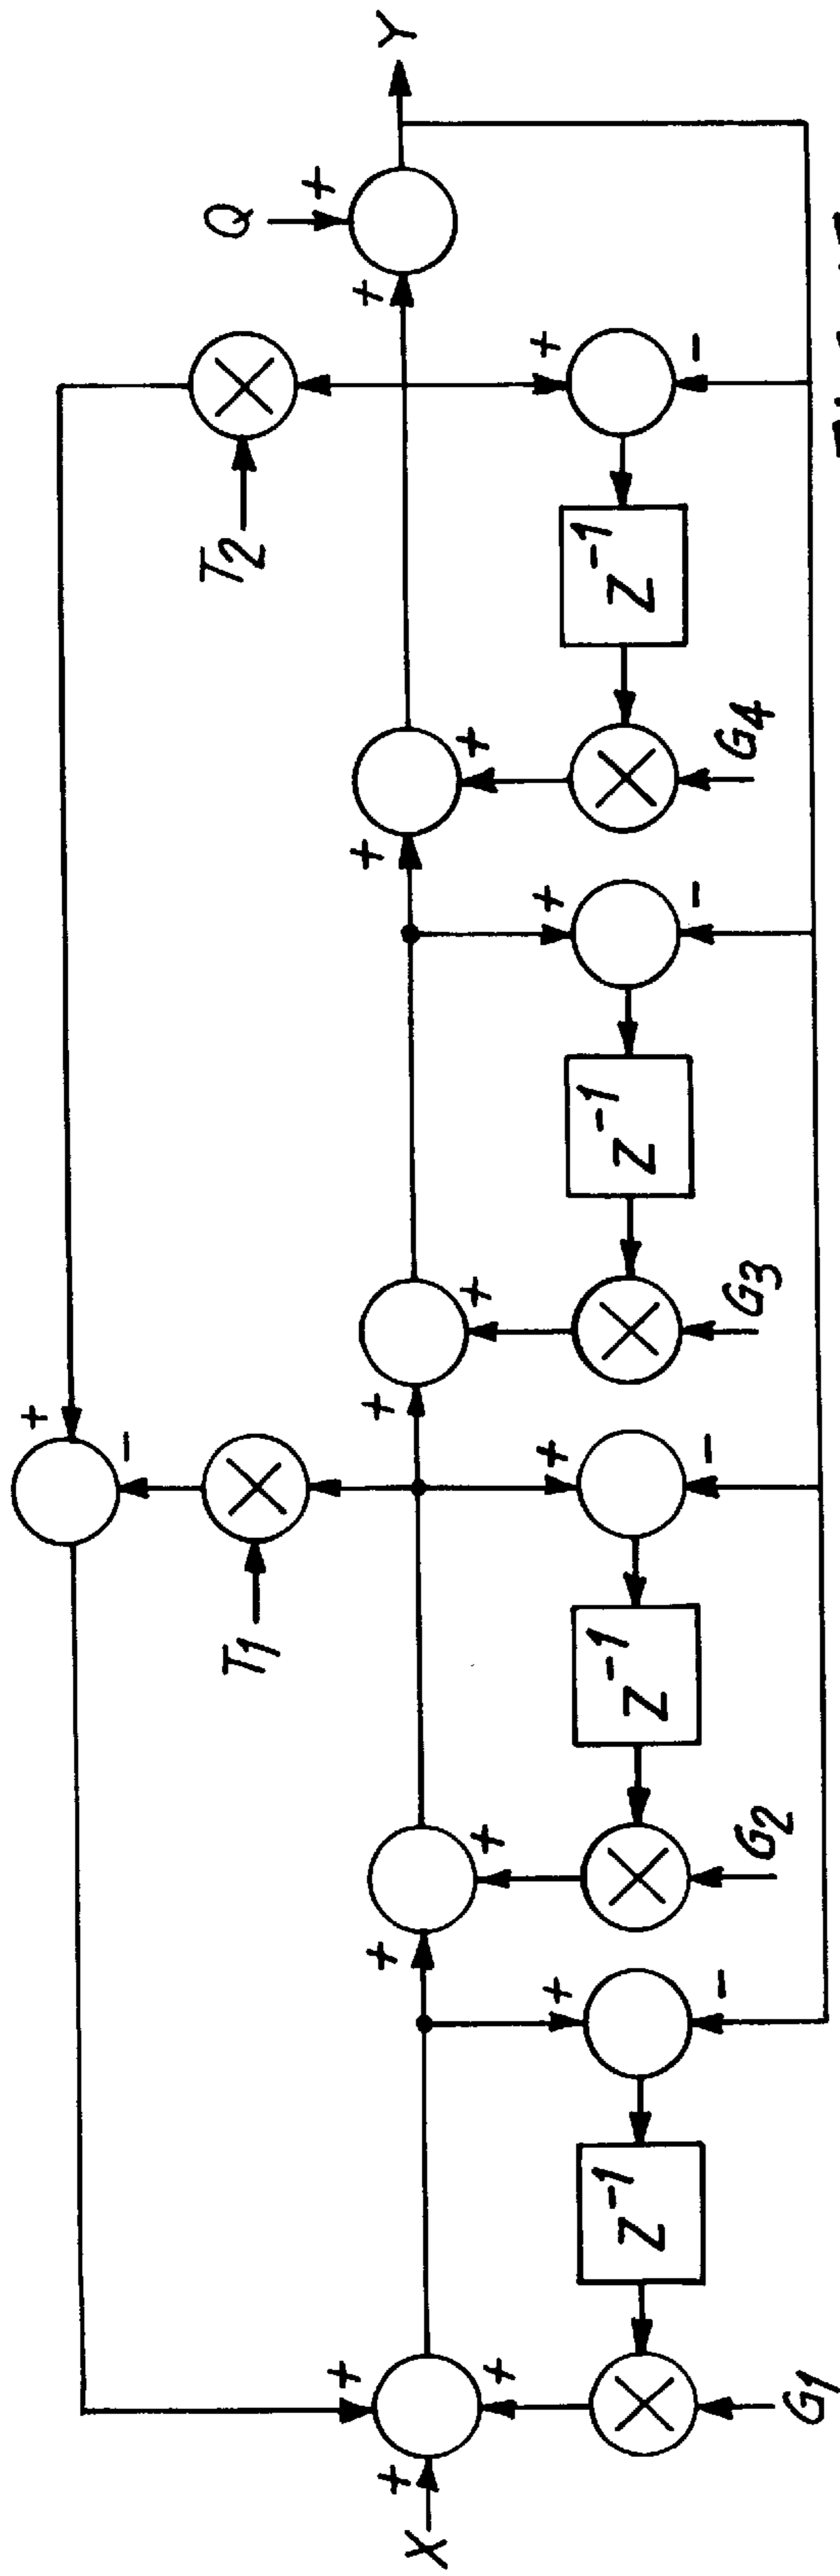 +
-
T1
T2
Q
+
X
+
+
+
+
+
+
Y
+
+
+
+
+
+
+
+
z⁻¹
z⁻¹
z⁻¹
z⁻¹
-
-
-
-
G1
G2
G3
G4